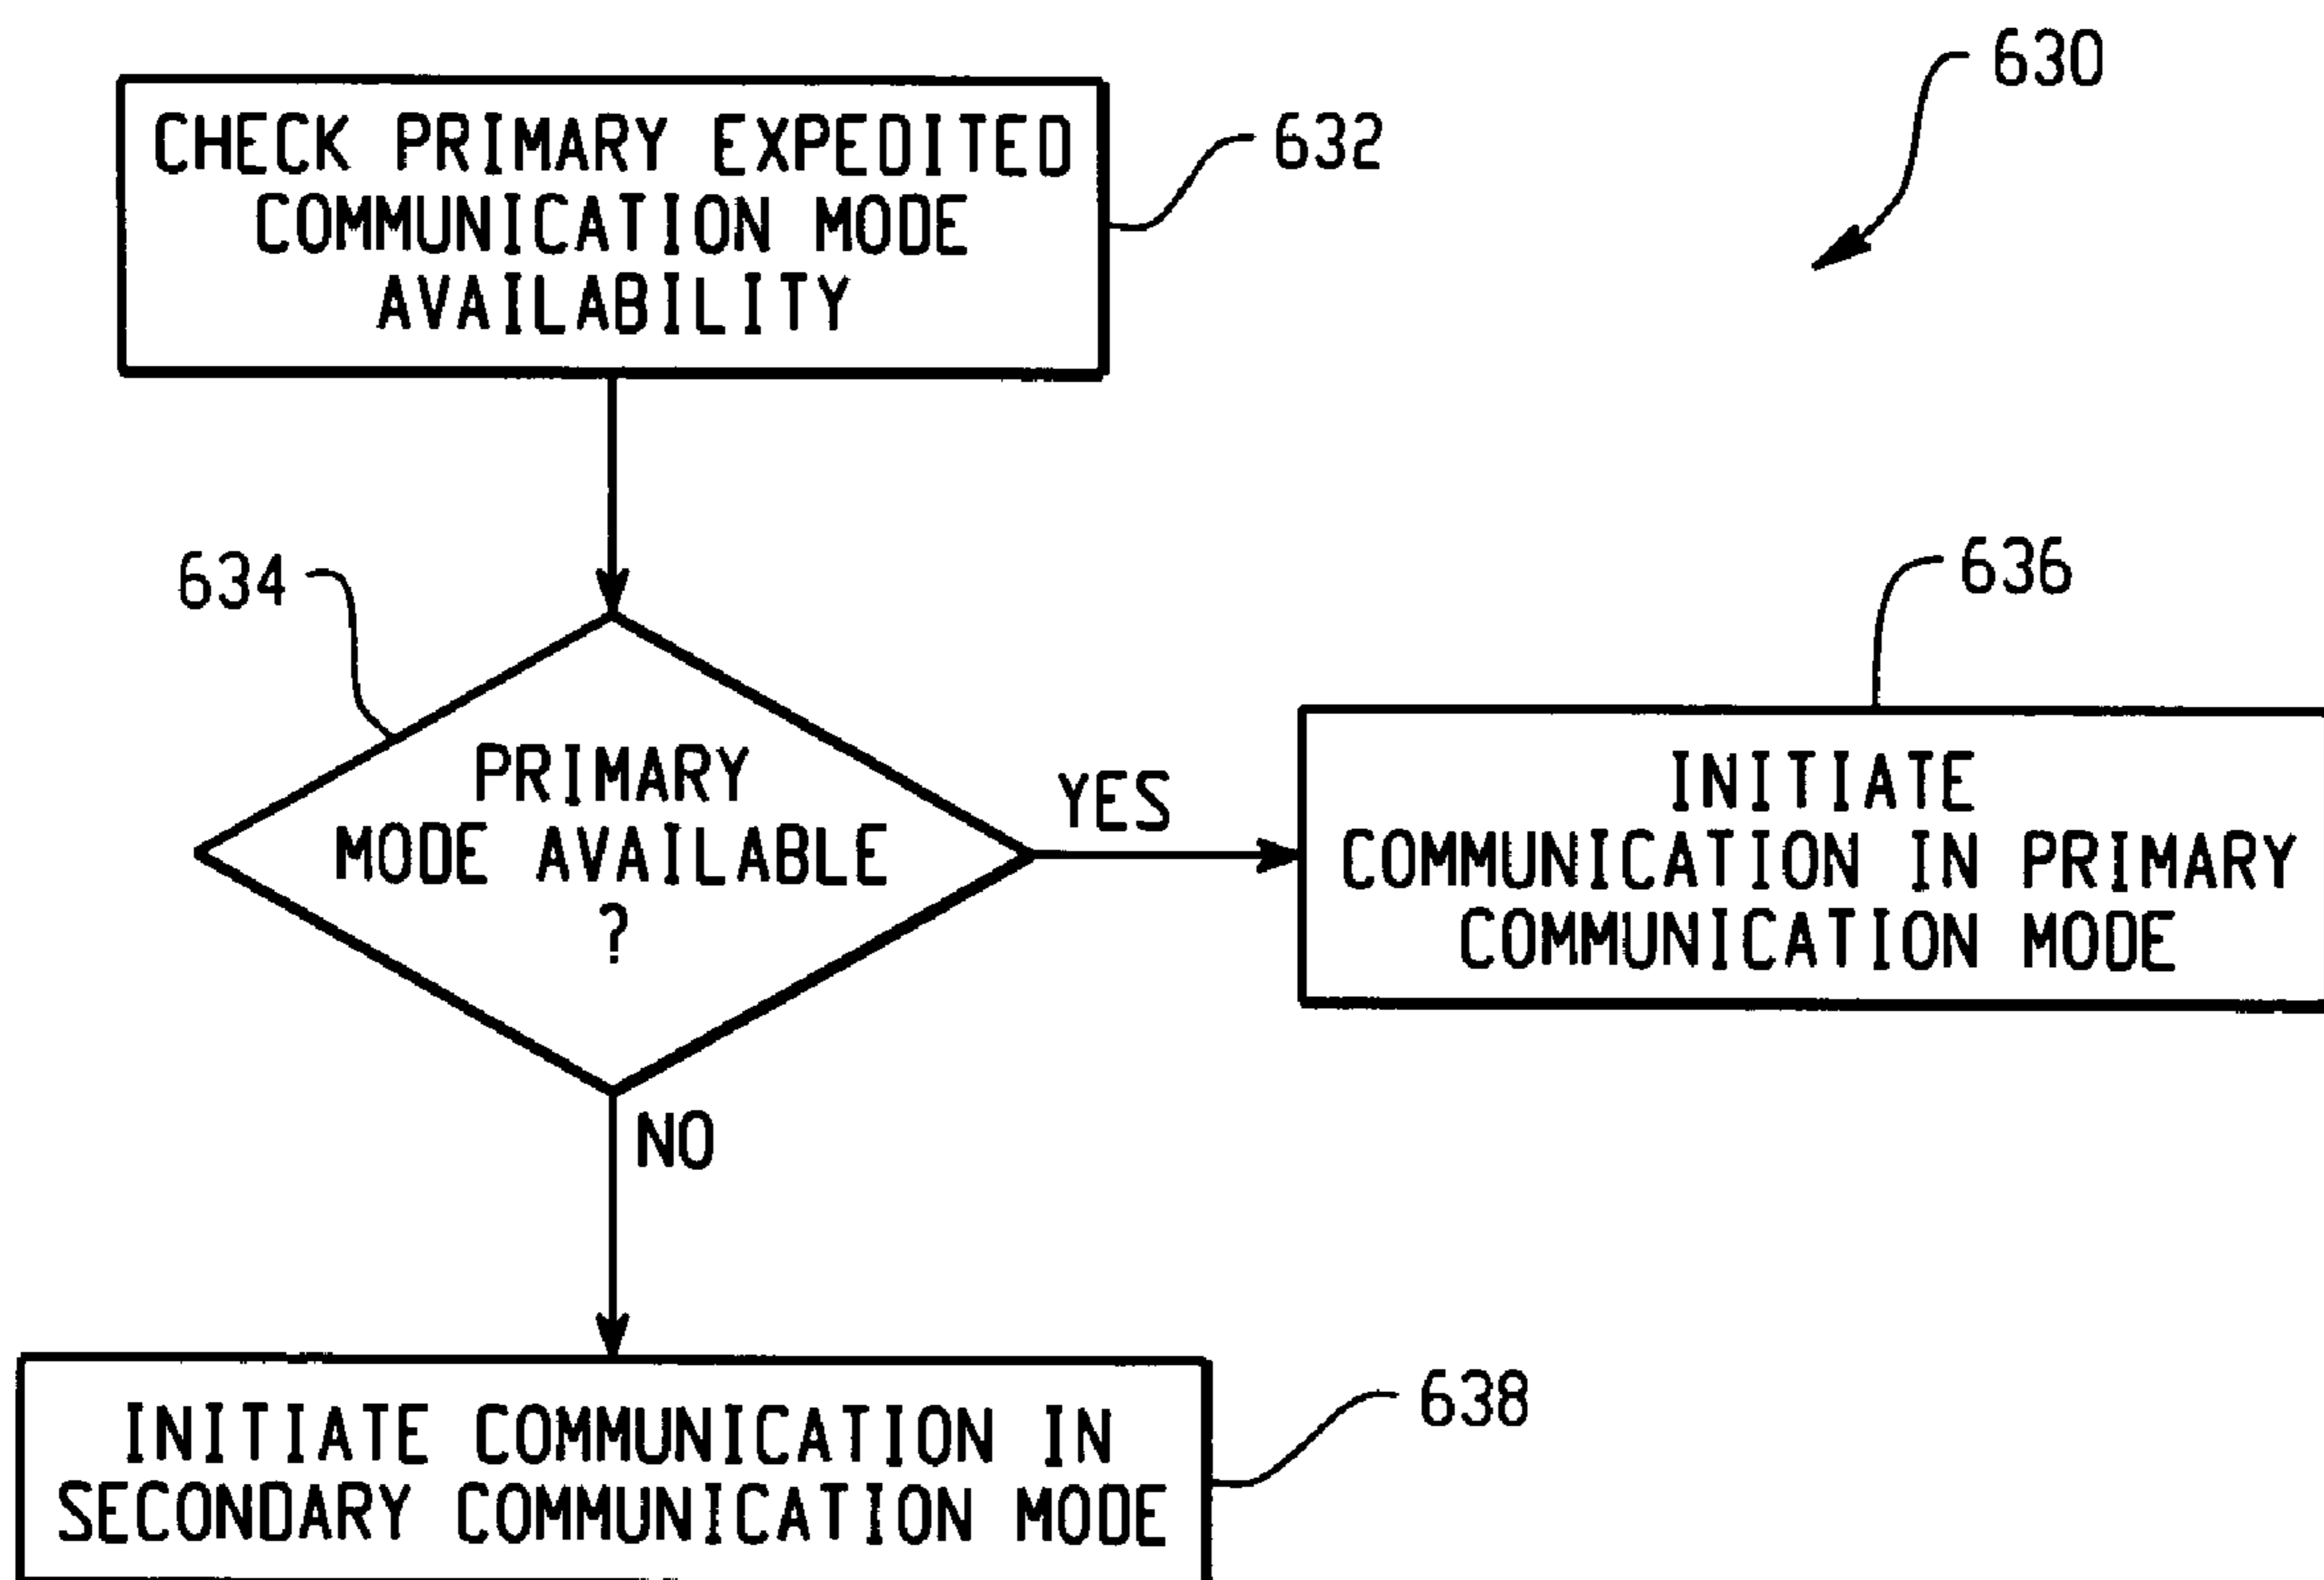 630
CHECK PRIMARY EXPEDITED
COMMUNICATION MODE
AVAILABILITY
632
634
PRIMARY
MODE AVAILABLE
?
YES
636
INITIATE
COMMUNICATION IN PRIMARY
COMMUNICATION MODE
NO
INITIATE COMMUNICATION IN
SECONDARY COMMUNICATION MODE
638